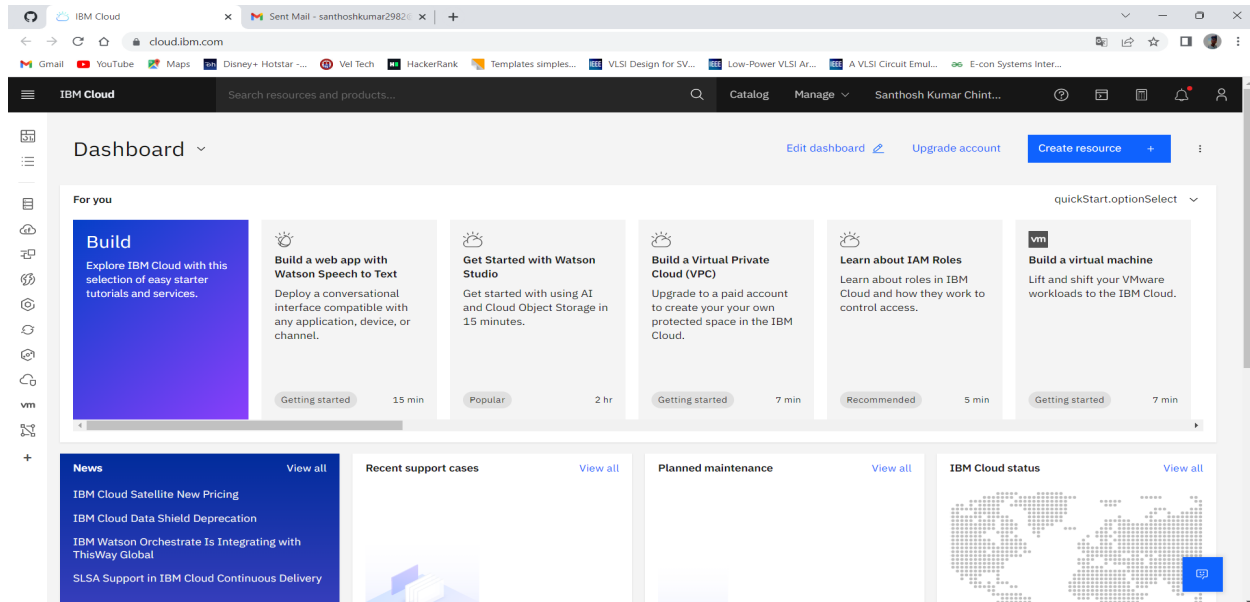 IBM Cloud
Sent Mail - santhoshkumar2982
cloud.ibm.com
Gmail YouTube Maps Disney+ Hotstar -... Vel Tech HackerRank Templates simples... IEEE VLSI Design for SV... IEEE Low-Power VLSI Ar... IEEE A VLSI Circuit Emul... E-con Systems Inter...
IBM Cloud
Search resources and products...
Catalog Manage Santhosh Kumar Chint...
Dashboard
Edit dashboard Upgrade account Create resource +
For you
quickStart.optionSelect
Build
Explore IBM Cloud with this
selection of easy starter
tutorials and services.
Build a web app with
Watson Speech to Text
Deploy a conversational
interface compatible with
any application, device, or
channel.
Getting started 15 min
Get Started with Watson
Studio
Get started with using AI
and Cloud Object Storage in
15 minutes.
Popular 2 hr
Build a Virtual Private
Cloud (VPC)
Upgrade to a paid account
to create your your own
protected space in the IBM
Cloud.
Getting started 7 min
Learn about IAM Roles
Learn about roles in IBM
Cloud and how they work to
control access.
Recommended 5 min
vm
Build a virtual machine
Lift and shift your VMware
workloads to the IBM Cloud.
Getting started 7 min
vm
News View all
IBM Cloud Satellite New Pricing
IBM Cloud Data Shield Deprecation
IBM Watson Orchestrate Is Integrating with
ThisWay Global
SLSA Support in IBM Cloud Continuous Delivery
Recent support cases View all
Planned maintenance View all
IBM Cloud status View all